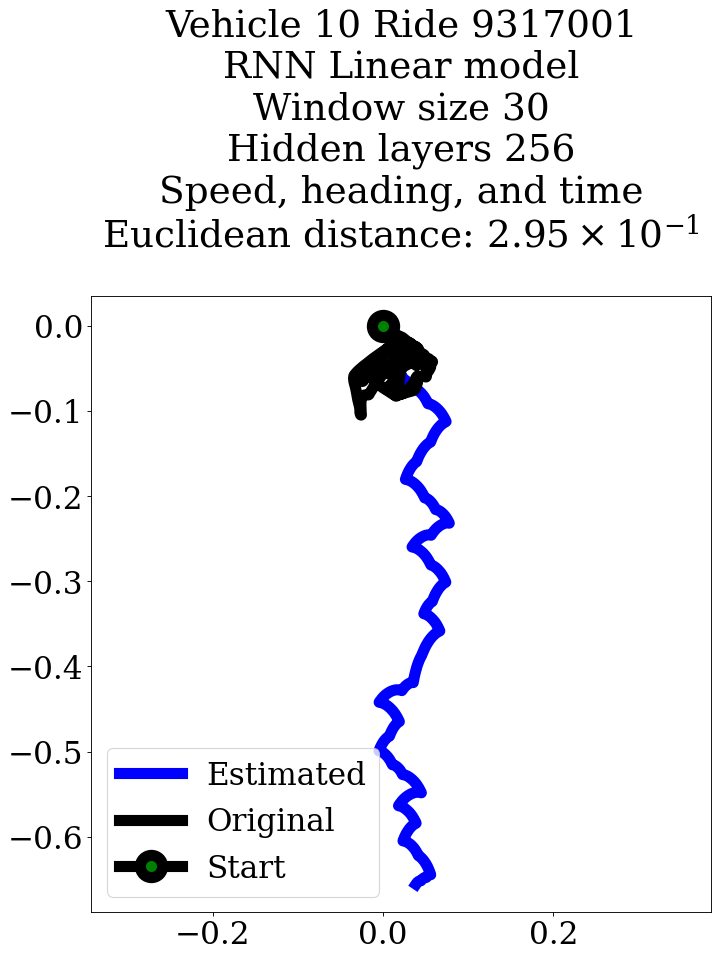 Vehicle 10 Ride 9317001
RNN Linear model
Window size 30
Hidden layers 256
Speed, heading, and time
Euclidean distance: 2.95 × 10⁻¹
0.0
−0.1
−0.2
−0.3
−0.4
−0.5
−0.6
Estimated
Original
Start
−0.2 0.0 0.2